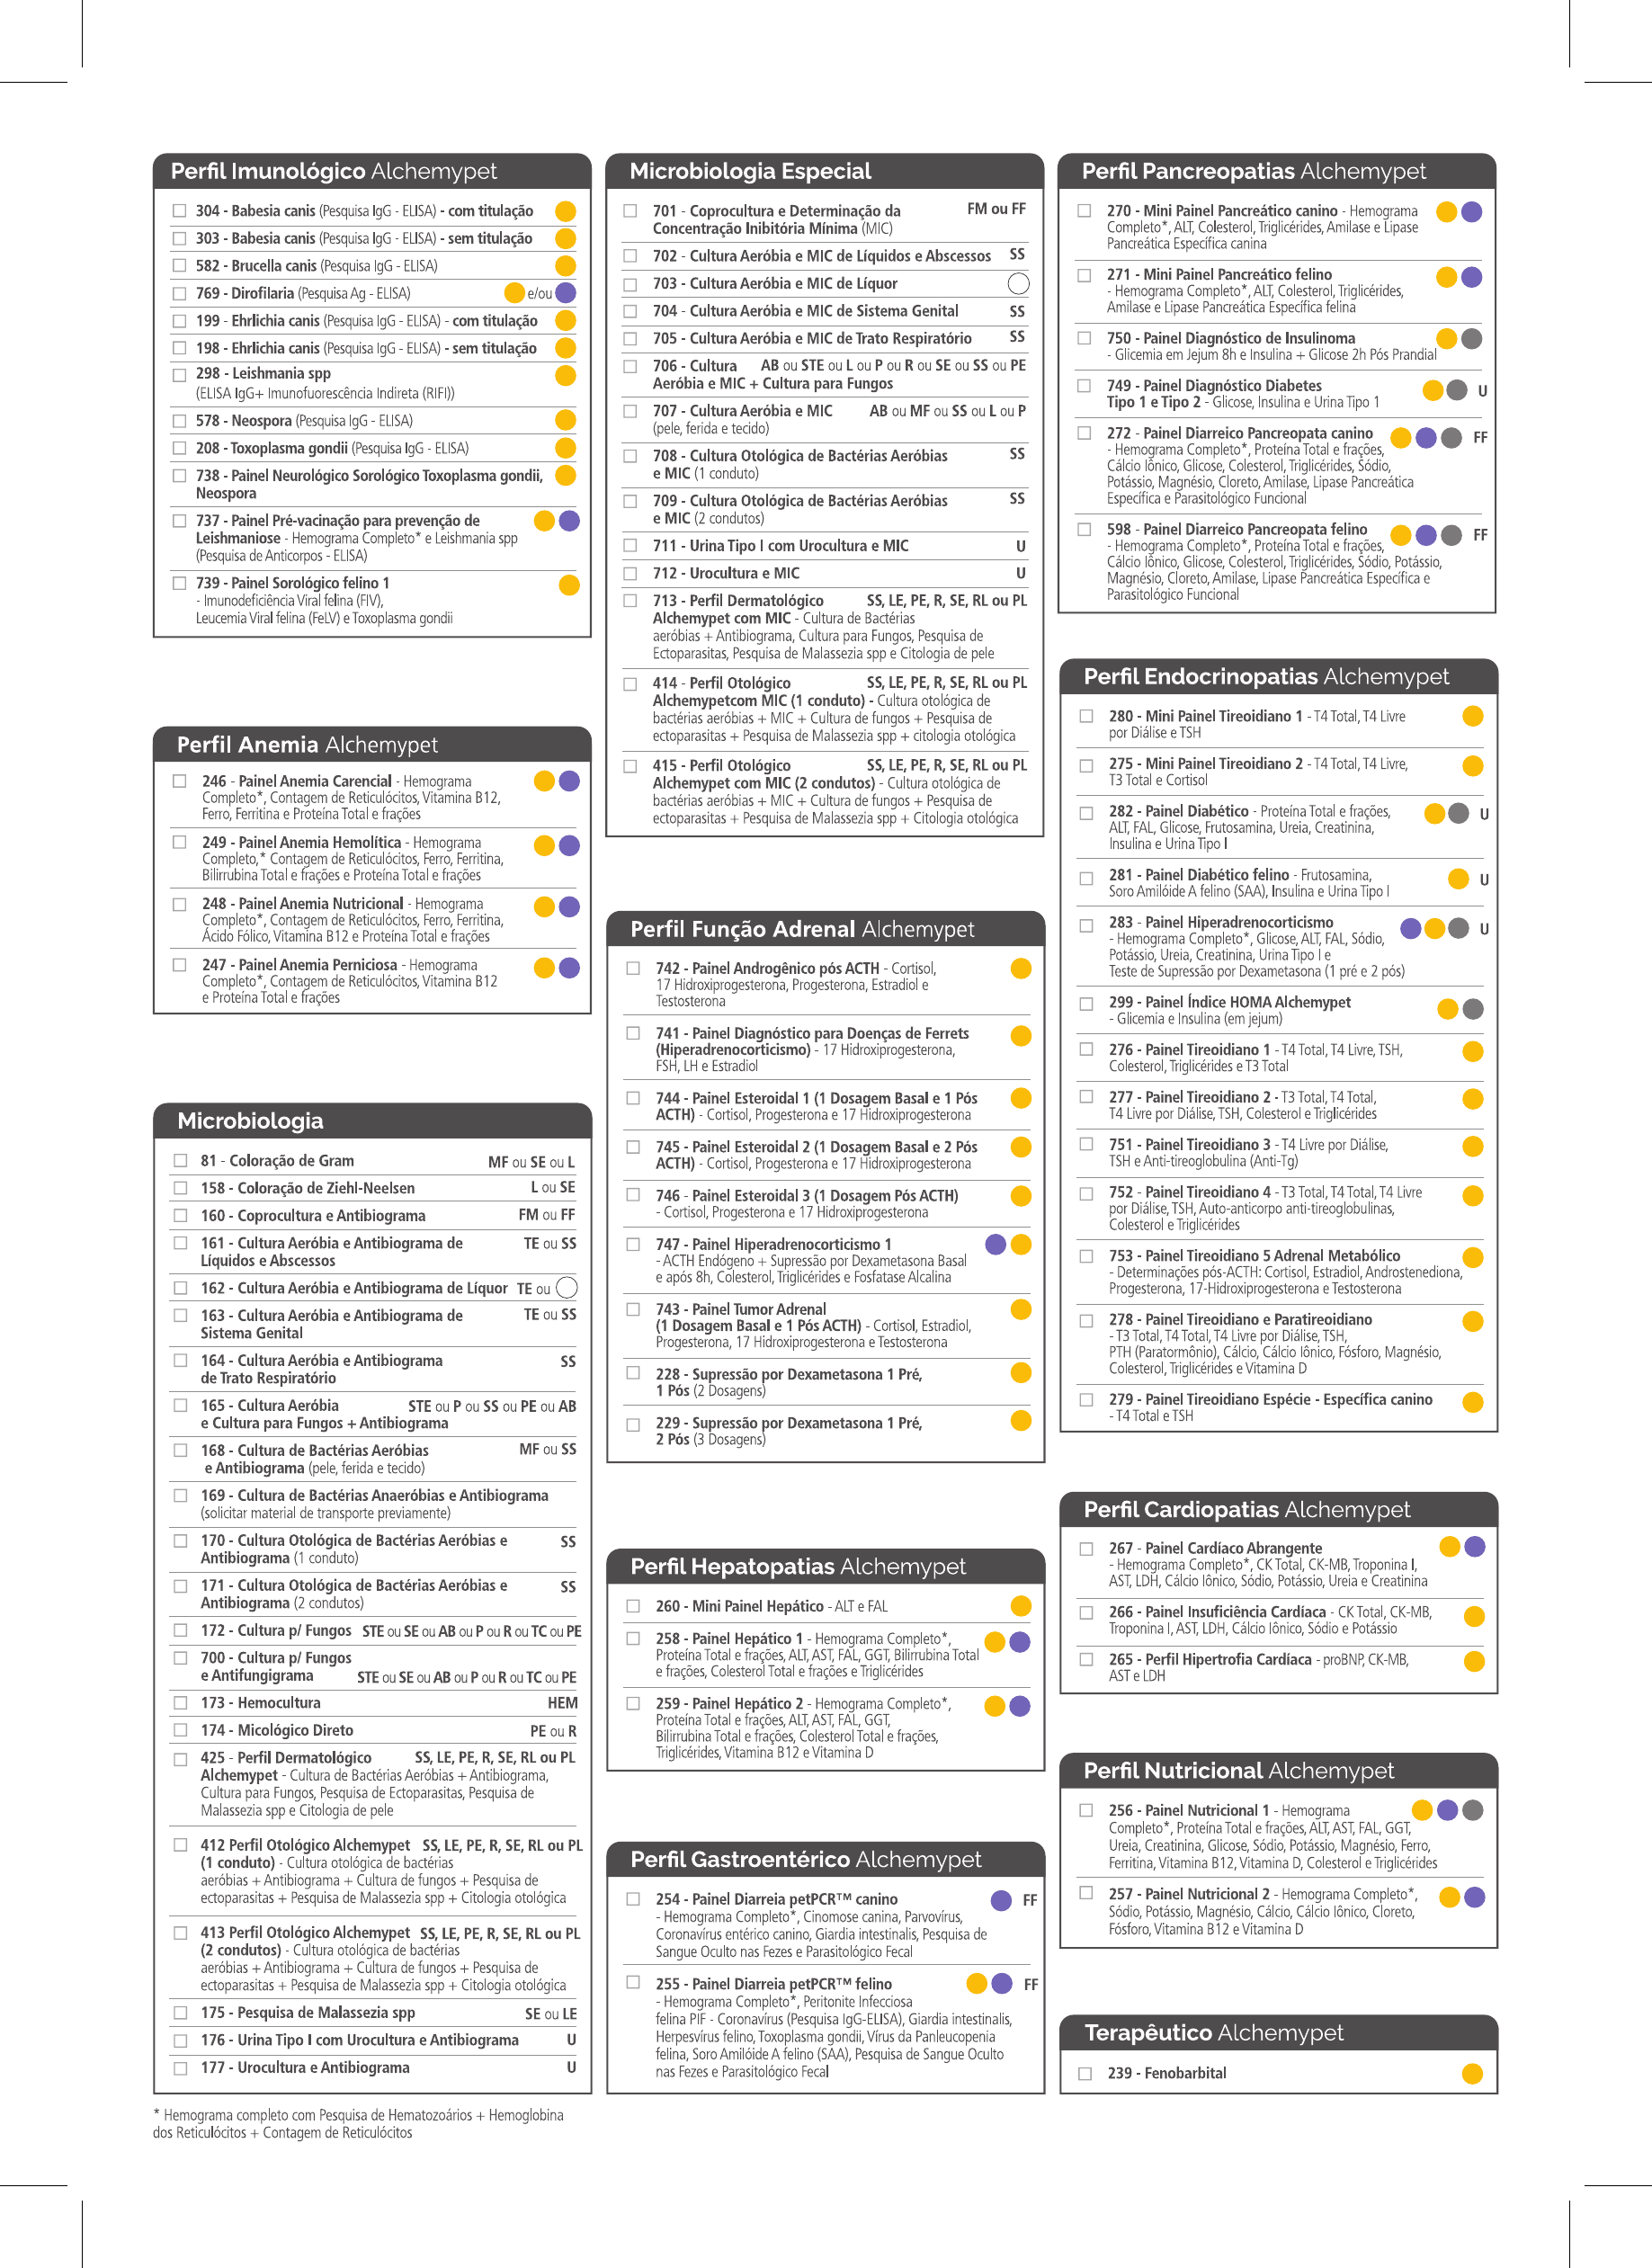 Perfil Imunológico Alchemypet
304 - Babesia canis (Pesquisa IgG - ELISA) - com titulação
303 - Babesia canis (Pesquisa IgG - ELISA) - sem titulação
582 - Brucella canis (Pesquisa IgG - ELISA)
769 - Dirofilaria (Pesquisa Ag - ELISA) e/ou
199 - Ehrlichia canis (Pesquisa IgG - ELISA) - com titulação
198 - Ehrlichia canis (Pesquisa IgG - ELISA) - sem titulação
298 - Leishmania spp
(ELISA IgG+ Imunofuorescência Indireta (RIFI))
578 - Neospora (Pesquisa IgG - ELISA)
208 - Toxoplasma gondii (Pesquisa IgG - ELISA)
738 - Painel Neurológico Sorológico Toxoplasma gondii,
Neospora
737 - Painel Pré-vacinação para prevenção de
Leishmaniose - Hemograma Completo* e Leishmania spp
(Pesquisa de Anticorpos - ELISA)
739 - Painel Sorológico felino 1
- Imunodeficiência Viral felina (FIV),
Leucemia Viral felina (FeLV) e Toxoplasma gondii
Perfil Anemia Alchemypet
246 - Painel Anemia Carencial - Hemograma
Completo*, Contagem de Reticulócitos, Vitamina B12,
Ferro, Ferritina e Proteína Total e frações
249 - Painel Anemia Hemolítica - Hemograma
Completo,* Contagem de Reticulócitos, Ferro, Ferritina,
Bilirrubina Total e frações e Proteína Total e frações
248 - Painel Anemia Nutricional - Hemograma
Completo*, Contagem de Reticulócitos, Ferro, Ferritina,
Ácido Fólico, Vitamina B12 e Proteína Total e frações
247 - Painel Anemia Perniciosa - Hemograma
Completo*, Contagem de Reticulócitos, Vitamina B12
e Proteína Total e frações
Microbiologia
81 - Coloração de Gram MF ou SE ou L
158 - Coloração de Ziehl-Neelsen L ou SE
160 - Coprocultura e Antibiograma FM ou FF
161 - Cultura Aeróbia e Antibiograma de TE ou SS
Líquidos e Abscessos
162 - Cultura Aeróbia e Antibiograma de Líquor TE ou
163 - Cultura Aeróbia e Antibiograma de TE ou SS
Sistema Genital
164 - Cultura Aeróbia e Antibiograma SS
de Trato Respiratório
165 - Cultura Aeróbia STE ou P ou SS ou PE ou AB
e Cultura para Fungos + Antibiograma
168 - Cultura de Bactérias Aeróbias MF ou SS
e Antibiograma (pele, ferida e tecido)
169 - Cultura de Bactérias Anaeróbias e Antibiograma
(solicitar material de transporte previamente)
170 - Cultura Otológica de Bactérias Aeróbias e SS
Antibiograma (1 conduto)
171 - Cultura Otológica de Bactérias Aeróbias e SS
Antibiograma (2 condutos)
172 - Cultura p/ Fungos STE ou SE ou AB ou P ou R ou TC ou PE
700 - Cultura p/ Fungos
e Antifungigrama STE ou SE ou AB ou P ou R ou TC ou PE
173 - Hemocultura HEM
174 - Micológico Direto PE ou R
425 - Perfil Dermatológico SS, LE, PE, R, SE, RL ou PL
Alchemypet - Cultura de Bactérias Aeróbias + Antibiograma,
Cultura para Fungos, Pesquisa de Ectoparasitas, Pesquisa de
Malassezia spp e Citologia de pele
412 Perfil Otológico Alchemypet SS, LE, PE, R, SE, RL ou PL
(1 conduto) - Cultura otológica de bactérias
aeróbias + Antibiograma + Cultura de fungos + Pesquisa de
ectoparasitas + Pesquisa de Malassezia spp + Citologia otológica
413 Perfil Otológico Alchemypet SS, LE, PE, R, SE, RL ou PL
(2 condutos) - Cultura otológica de bactérias
aeróbias + Antibiograma + Cultura de fungos + Pesquisa de
ectoparasitas + Pesquisa de Malassezia spp + Citologia otológica
175 - Pesquisa de Malassezia spp SE ou LE
176 - Urina Tipo I com Urocultura e Antibiograma U
177 - Urocultura e Antibiograma U
* Hemograma completo com Pesquisa de Hematozoários + Hemoglobina
dos Reticulócitos + Contagem de Reticulócitos
Microbiologia Especial
701 - Coprocultura e Determinação da FM ou FF
Concentração Inibitória Mínima (MIC)
702 - Cultura Aeróbia e MIC de Líquidos e Abscessos SS
703 - Cultura Aeróbia e MIC de Líquor
704 - Cultura Aeróbia e MIC de Sistema Genital SS
705 - Cultura Aeróbia e MIC de Trato Respiratório SS
706 - Cultura AB ou STE ou L ou P ou R ou SE ou SS ou PE
Aeróbia e MIC + Cultura para Fungos
707 - Cultura Aeróbia e MIC AB ou MF ou SS ou L ou P
(pele, ferida e tecido)
708 - Cultura Otológica de Bactérias Aeróbias SS
e MIC (1 conduto)
709 - Cultura Otológica de Bactérias Aeróbias SS
e MIC (2 condutos)
711 - Urina Tipo I com Urocultura e MIC U
712 - Urocultura e MIC U
713 - Perfil Dermatológico SS, LE, PE, R, SE, RL ou PL
Alchemypet com MIC - Cultura de Bactérias
aeróbias + Antibiograma, Cultura para Fungos, Pesquisa de
Ectoparasitas, Pesquisa de Malassezia spp e Citologia de pele
414 - Perfil Otológico SS, LE, PE, R, SE, RL ou PL
Alchemypetcom MIC (1 conduto) - Cultura otológica de
bactérias aeróbias + MIC + Cultura de fungos + Pesquisa de
ectoparasitas + Pesquisa de Malassezia spp + citologia otológica
415 - Perfil Otológico SS, LE, PE, R, SE, RL ou PL
Alchemypet com MIC (2 condutos) - Cultura otológica de
bactérias aeróbias + MIC + Cultura de fungos + Pesquisa de
ectoparasitas + Pesquisa de Malassezia spp + Citologia otológica
Perfil Função Adrenal Alchemypet
742 - Painel Androgênico pós ACTH - Cortisol,
17 Hidroxiprogesterona, Progesterona, Estradiol e
Testosterona
741 - Painel Diagnóstico para Doenças de Ferrets
(Hiperadrenocorticismo) - 17 Hidroxiprogesterona,
FSH, LH e Estradiol
744 - Painel Esteroidal 1 (1 Dosagem Basal e 1 Pós
ACTH) - Cortisol, Progesterona e 17 Hidroxiprogesterona
745 - Painel Esteroidal 2 (1 Dosagem Basal e 2 Pós
ACTH) - Cortisol, Progesterona e 17 Hidroxiprogesterona
746 - Painel Esteroidal 3 (1 Dosagem Pós ACTH)
- Cortisol, Progesterona e 17 Hidroxiprogesterona
747 - Painel Hiperadrenocorticismo 1
- ACTH Endógeno + Supressão por Dexametasona Basal
e após 8h, Colesterol, Triglicérides e Fosfatase Alcalina
743 - Painel Tumor Adrenal
(1 Dosagem Basal e 1 Pós ACTH) - Cortisol, Estradiol,
Progesterona, 17 Hidroxiprogesterona e Testosterona
228 - Supressão por Dexametasona 1 Pré,
1 Pós (2 Dosagens)
229 - Supressão por Dexametasona 1 Pré,
2 Pós (3 Dosagens)
Perfil Hepatopatias Alchemypet
260 - Mini Painel Hepático - ALT e FAL
258 - Painel Hepático 1 - Hemograma Completo*,
Proteína Total e frações, ALT, AST, FAL, GGT, Bilirrubina Total
e frações, Colesterol Total e frações e Triglicérides
259 - Painel Hepático 2 - Hemograma Completo*,
Proteína Total e frações, ALT, AST, FAL, GGT,
Bilirrubina Total e frações, Colesterol Total e frações,
Triglicérides, Vitamina B12 e Vitamina D
Perfil Gastroentérico Alchemypet
254 - Painel Diarreia petPCR™ canino FF
- Hemograma Completo*, Cinomose canina, Parvovírus,
Coronavírus entérico canino, Giardia intestinalis, Pesquisa de
Sangue Oculto nas Fezes e Parasitológico Fecal
255 - Painel Diarreia petPCR™ felino FF
- Hemograma Completo*, Peritonite Infecciosa
felina PIF - Coronavírus (Pesquisa IgG-ELISA), Giardia intestinalis,
Herpesvírus felino, Toxoplasma gondii, Vírus da Panleucopenia
felina, Soro Amilóide A felino (SAA), Pesquisa de Sangue Oculto
nas Fezes e Parasitológico Fecal
Perfil Pancreopatias Alchemypet
270 - Mini Painel Pancreático canino - Hemograma
Completo*, ALT, Colesterol, Triglicérides, Amilase e Lipase
Pancreática Específica canina
271 - Mini Painel Pancreático felino
- Hemograma Completo*, ALT, Colesterol, Triglicérides,
Amilase e Lipase Pancreática Específica felina
750 - Painel Diagnóstico de Insulinoma
- Glicemia em Jejum 8h e Insulina + Glicose 2h Pós Prandial
749 - Painel Diagnóstico Diabetes U
Tipo 1 e Tipo 2 - Glicose, Insulina e Urina Tipo 1
272 - Painel Diarreico Pancreopata canino FF
- Hemograma Completo*, Proteína Total e frações,
Cálcio Iônico, Glicose, Colesterol, Triglicérides, Sódio,
Potássio, Magnésio, Cloreto, Amilase, Lipase Pancreática
Específica e Parasitológico Funcional
598 - Painel Diarreico Pancreopata felino FF
- Hemograma Completo*, Proteína Total e frações,
Cálcio Iônico, Glicose, Colesterol, Triglicérides, Sódio, Potássio,
Magnésio, Cloreto, Amilase, Lipase Pancreática Específica e
Parasitológico Funcional
Perfil Endocrinopatias Alchemypet
280 - Mini Painel Tireoidiano 1 - T4 Total, T4 Livre
por Diálise e TSH
275 - Mini Painel Tireoidiano 2 - T4 Total, T4 Livre,
T3 Total e Cortisol
282 - Painel Diabético - Proteína Total e frações, U
ALT, FAL, Glicose, Frutosamina, Ureia, Creatinina,
Insulina e Urina Tipo I
281 - Painel Diabético felino - Frutosamina, U
Soro Amilóide A felino (SAA), Insulina e Urina Tipo I
283 - Painel Hiperadrenocorticismo U
- Hemograma Completo*, Glicose, ALT, FAL, Sódio,
Potássio, Ureia, Creatinina, Urina Tipo I e
Teste de Supressão por Dexametasona (1 pré e 2 pós)
299 - Painel Índice HOMA Alchemypet
- Glicemia e Insulina (em jejum)
276 - Painel Tireoidiano 1 - T4 Total, T4 Livre, TSH,
Colesterol, Triglicérides e T3 Total
277 - Painel Tireoidiano 2 - T3 Total, T4 Total,
T4 Livre por Diálise, TSH, Colesterol e Triglicérides
751 - Painel Tireoidiano 3 - T4 Livre por Diálise,
TSH e Anti-tireoglobulina (Anti-Tg)
752 - Painel Tireoidiano 4 - T3 Total, T4 Total, T4 Livre
por Diálise, TSH, Auto-anticorpo anti-tireoglobulinas,
Colesterol e Triglicérides
753 - Painel Tireoidiano 5 Adrenal Metabólico
- Determinações pós-ACTH: Cortisol, Estradiol, Androstenediona,
Progesterona, 17-Hidroxiprogesterona e Testosterona
278 - Painel Tireoidiano e Paratireoidiano
- T3 Total, T4 Total, T4 Livre por Diálise, TSH,
PTH (Paratormônio), Cálcio, Cálcio Iônico, Fósforo, Magnésio,
Colesterol, Triglicérides e Vitamina D
279 - Painel Tireoidiano Espécie - Específica canino
- T4 Total e TSH
Perfil Cardiopatias Alchemypet
267 - Painel Cardíaco Abrangente
- Hemograma Completo*, CK Total, CK-MB, Troponina I,
AST, LDH, Cálcio Iônico, Sódio, Potássio, Ureia e Creatinina
266 - Painel Insuficiência Cardíaca - CK Total, CK-MB,
Troponina I, AST, LDH, Cálcio Iônico, Sódio e Potássio
265 - Perfil Hipertrofia Cardíaca - proBNP, CK-MB,
AST e LDH
Perfil Nutricional Alchemypet
256 - Painel Nutricional 1 - Hemograma
Completo*, Proteína Total e frações, ALT, AST, FAL, GGT,
Ureia, Creatinina, Glicose, Sódio, Potássio, Magnésio, Ferro,
Ferritina, Vitamina B12, Vitamina D, Colesterol e Triglicérides
257 - Painel Nutricional 2 - Hemograma Completo*,
Sódio, Potássio, Magnésio, Cálcio, Cálcio Iônico, Cloreto,
Fósforo, Vitamina B12 e Vitamina D
Terapêutico Alchemypet
239 - Fenobarbital